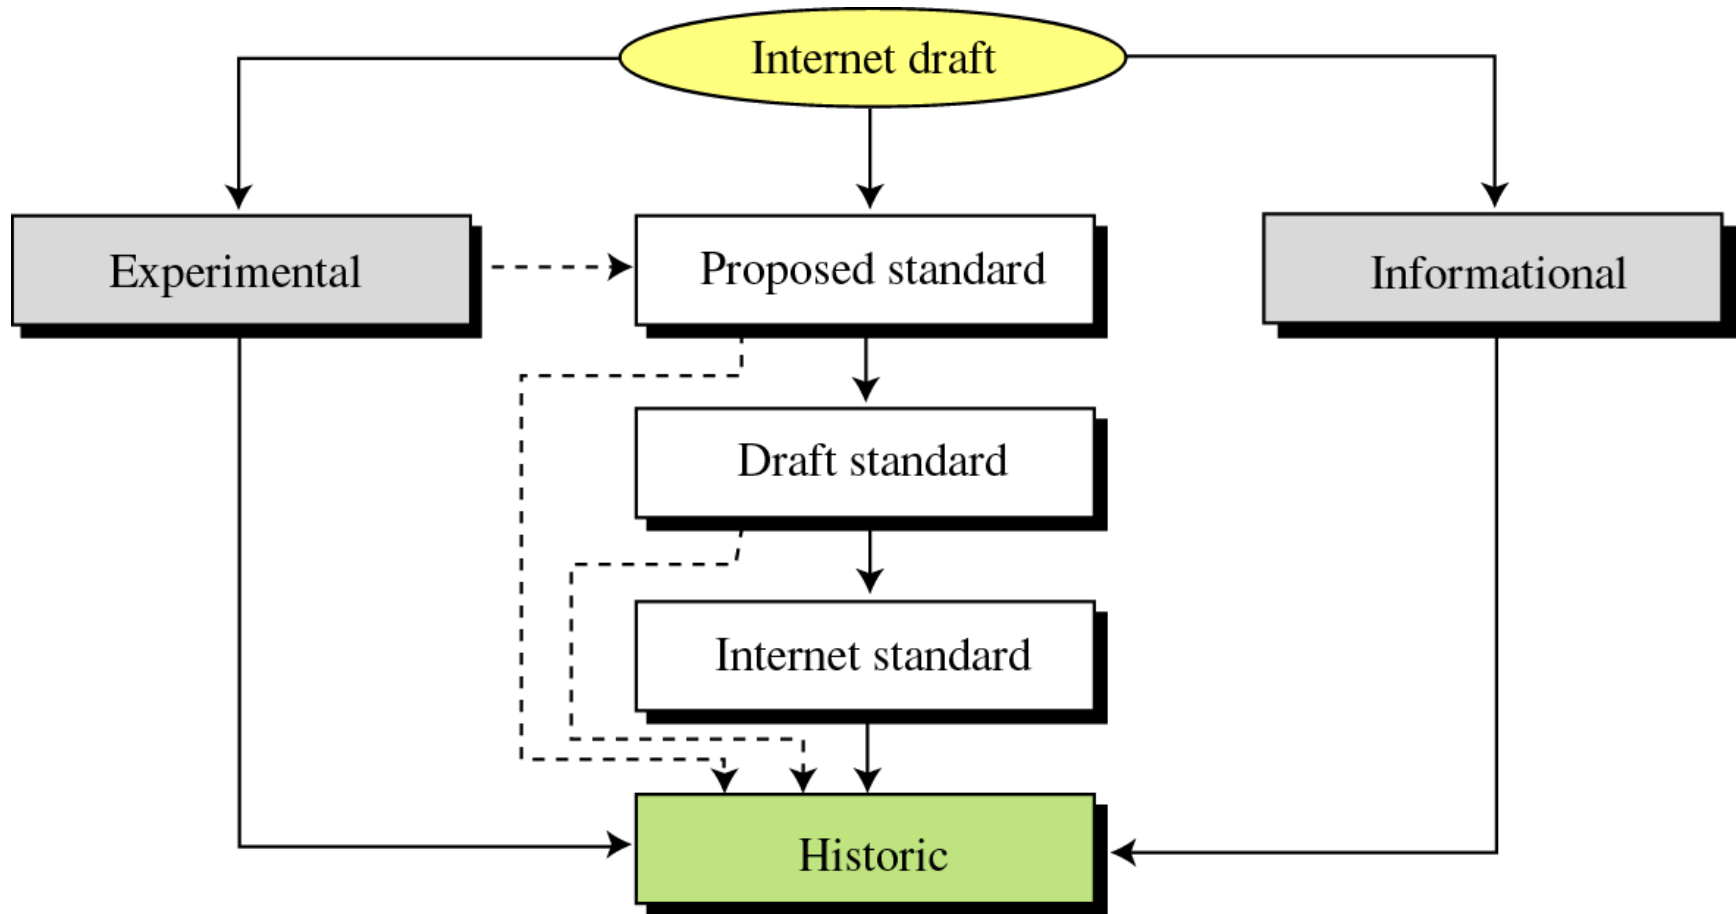 Internet draft
Experimental
Proposed standard
Informational
Draft standard
Internet standard
Historic